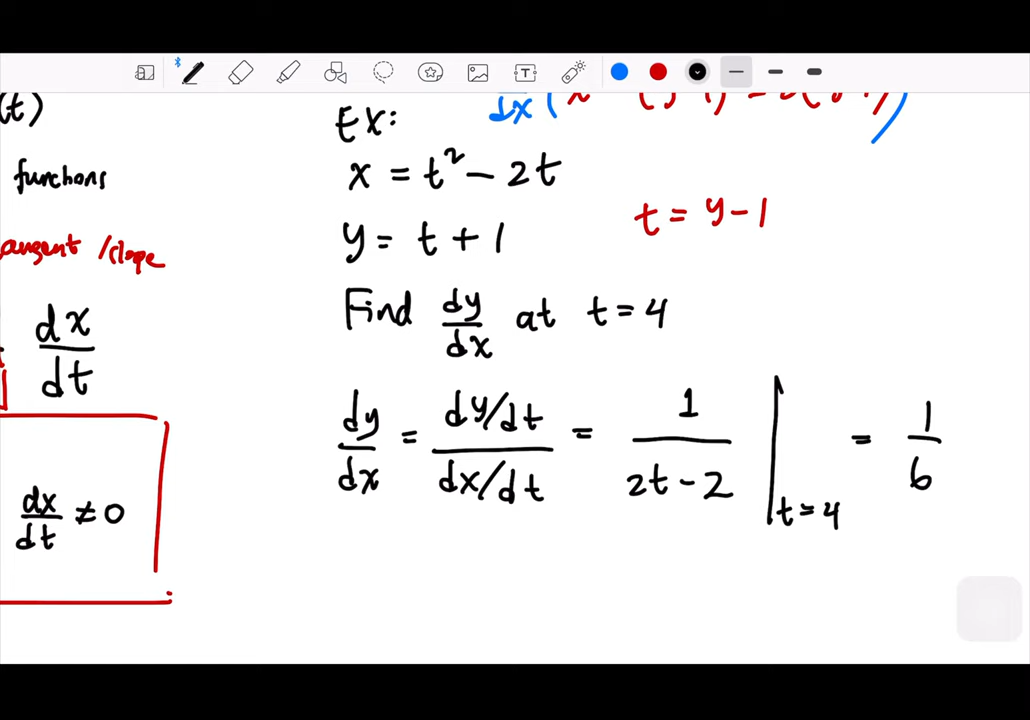 (t)
EX:
x = t² - 2t
functions
t = y - 1
y = t + 1
tangent /slope
Find dy/dx at t = 4
dx/dt
dy/dx = (dy/dt)/(dx/dt) = 1/(2t - 2) |t=4 = 1/6
dx/dt ≠ 0